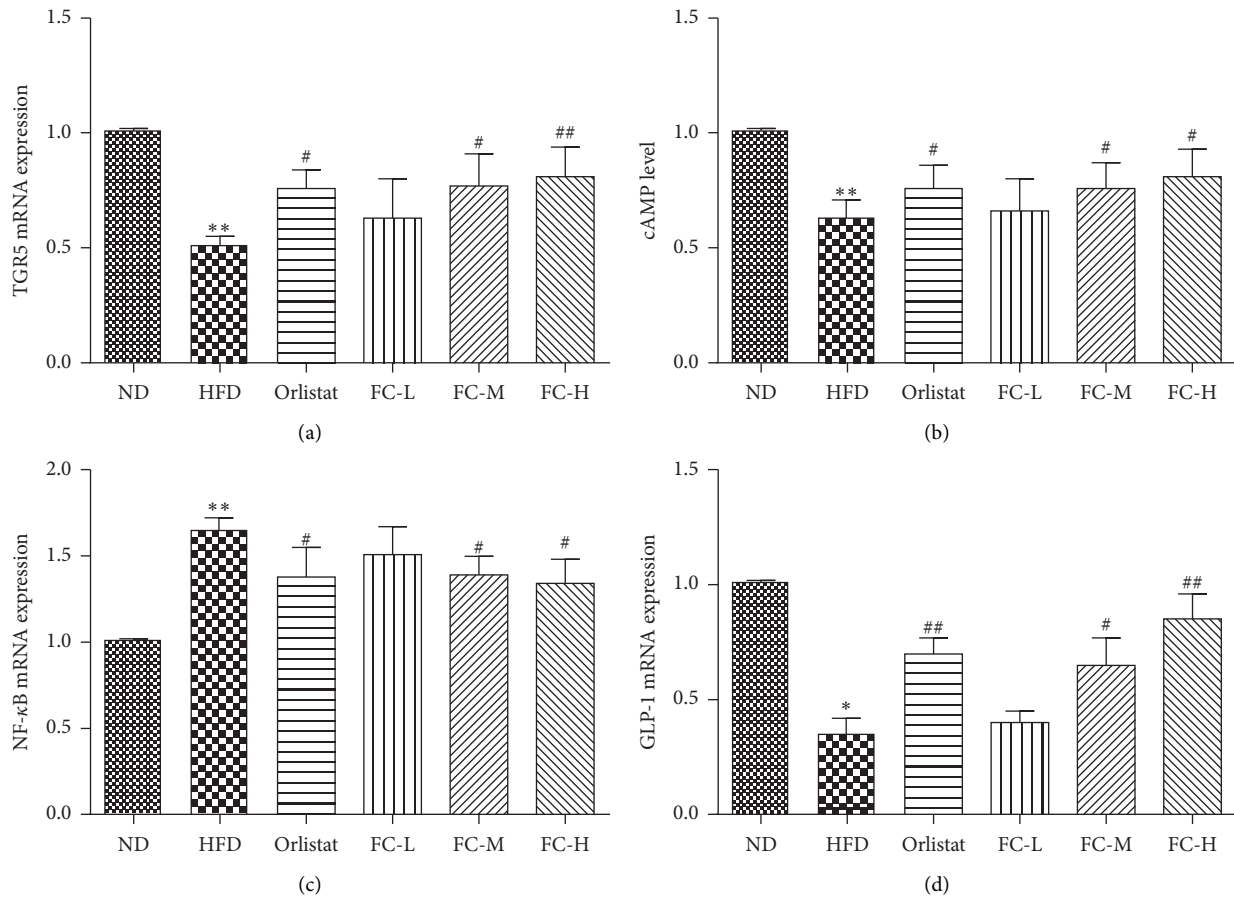 TGR5 mRNA expression
1.5
1.0
0.5
0.0
**
#
#
##
ND HFD Orlistat FC-L FC-M FC-H
(a)
cAMP level
1.5
1.0
0.5
0.0
**
#
#
#
ND HFD Orlistat FC-L FC-M FC-H
(b)
NF-κB mRNA expression
2.0
1.5
1.0
0.5
0.0
**
#
#
#
ND HFD Orlistat FC-L FC-M FC-H
(c)
GLP-1 mRNA expression
1.5
1.0
0.5
0.0
*
##
#
##
ND HFD Orlistat FC-L FC-M FC-H
(d)